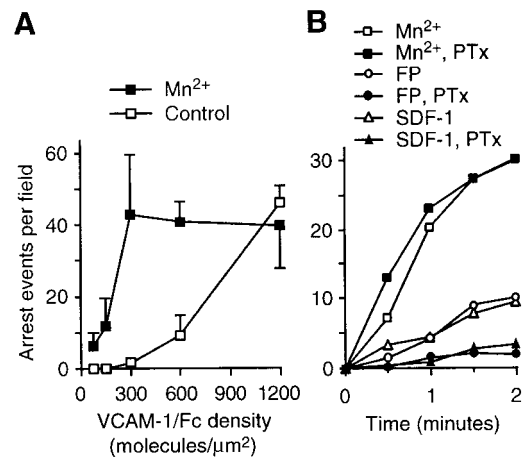 A
Mn²⁺
Control
Arrest events per field
60
40
20
0
0 300 600 900 1200
VCAM-1/Fc density
(molecules/μm²)
B
Mn²⁺
Mn²⁺, PTx
FP
FP, PTx
SDF-1
SDF-1, PTx
30
20
10
0
0 1 2
Time (minutes)